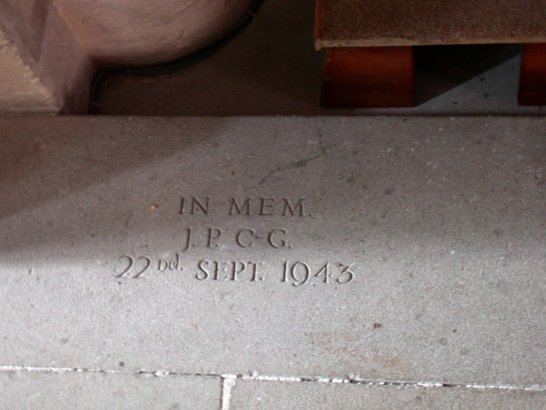 IN MEM.
J. P. C-G.
22nd. SEPT. 1943